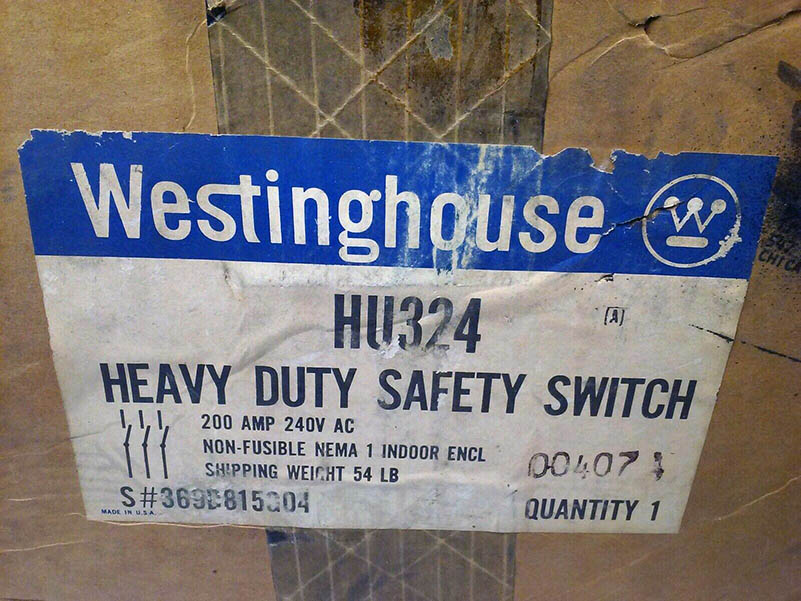 Westinghouse
HU324
[A]
HEAVY DUTY SAFETY SWITCH
200 AMP 240V AC
NON-FUSIBLE NEMA 1 INDOOR ENCL
SHIPPING WEIGHT 54 LB
QUANTITY 1
MADE IN U.S.A.